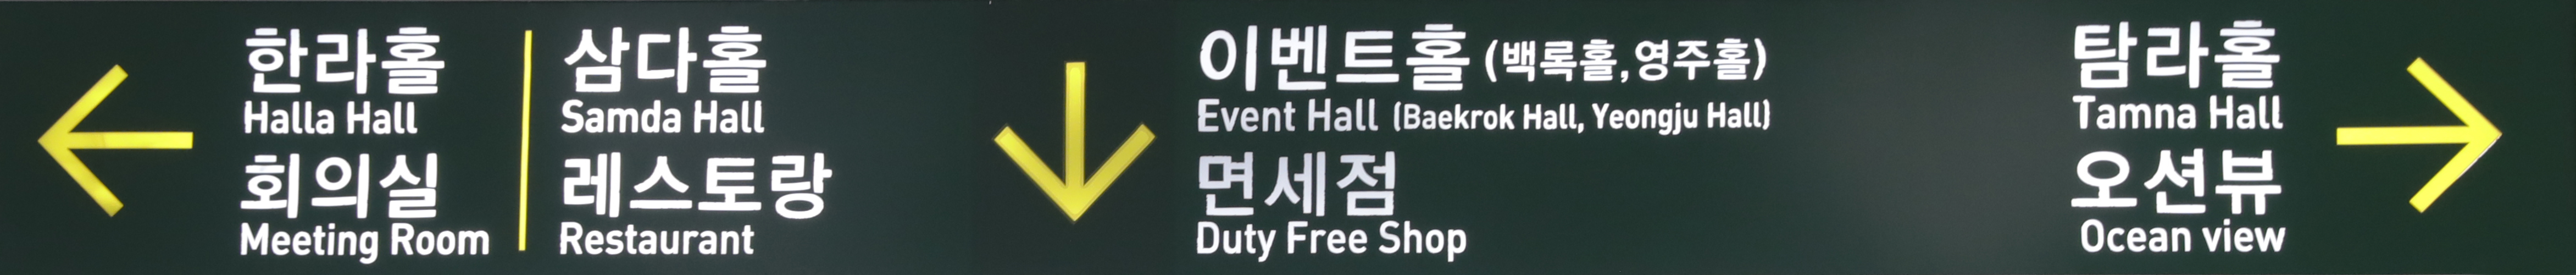 한라홀
Halla Hall
회의실
Meeting Room
삼다홀
Samda Hall
레스토랑
Restaurant
이벤트홀 (백록홀,영주홀)
Event Hall (Baekrok Hall, Yeongju Hall)
면세점
Duty Free Shop
탐라홀
Tamna Hall
오션뷰
Ocean view